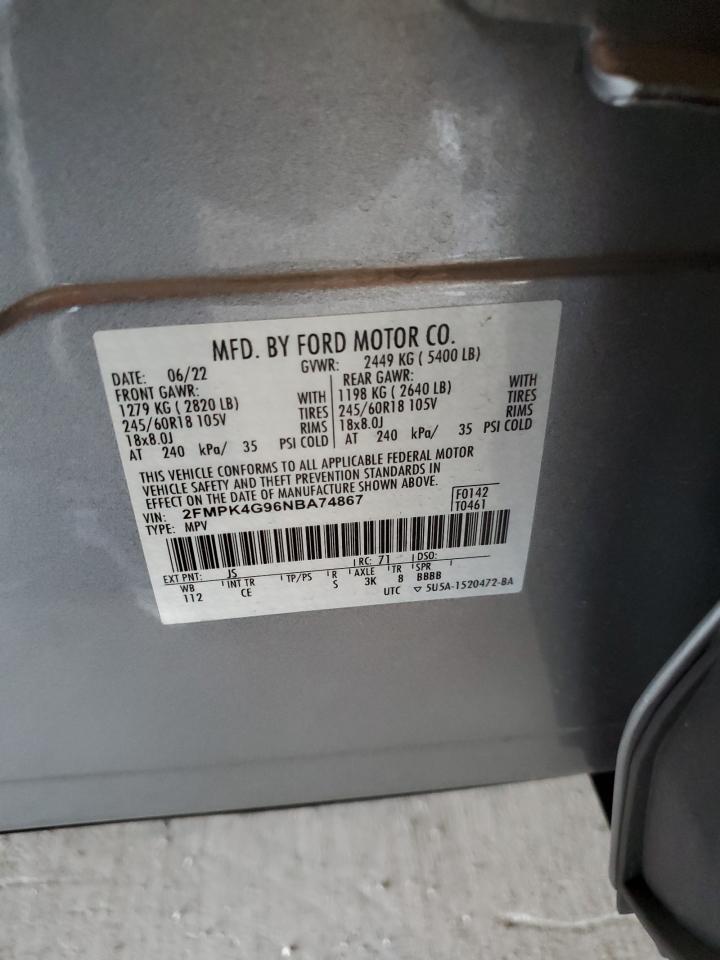 MFD. BY FORD MOTOR CO.
DATE: 06/22 GVWR: 2449 KG ( 5400 LB)
FRONT GAWR: REAR GAWR:
1279 KG ( 2820 LB) WITH 1198 KG ( 2640 LB) WITH
245/60R18 105V TIRES 245/60R18 105V TIRES
18x8.0J RIMS 18x8.0J RIMS
AT 240 kPa/ 35 PSI COLD AT 240 kPa/ 35 PSI COLD
THIS VEHICLE CONFORMS TO ALL APPLICABLE FEDERAL MOTOR
VEHICLE SAFETY AND THEFT PREVENTION STANDARDS IN
EFFECT ON THE DATE OF MANUFACTURE SHOWN ABOVE.
VIN: 2FMPK4G96NBA74867 F0142
TYPE: MPV T0461
EXT PNT: JS RC: 71 DSO:
WB INT TR TP/PS R AXLE TR SPR
112 CE S 3K 8 BBBB
UTC ▽ 5U5A-1520472-BA